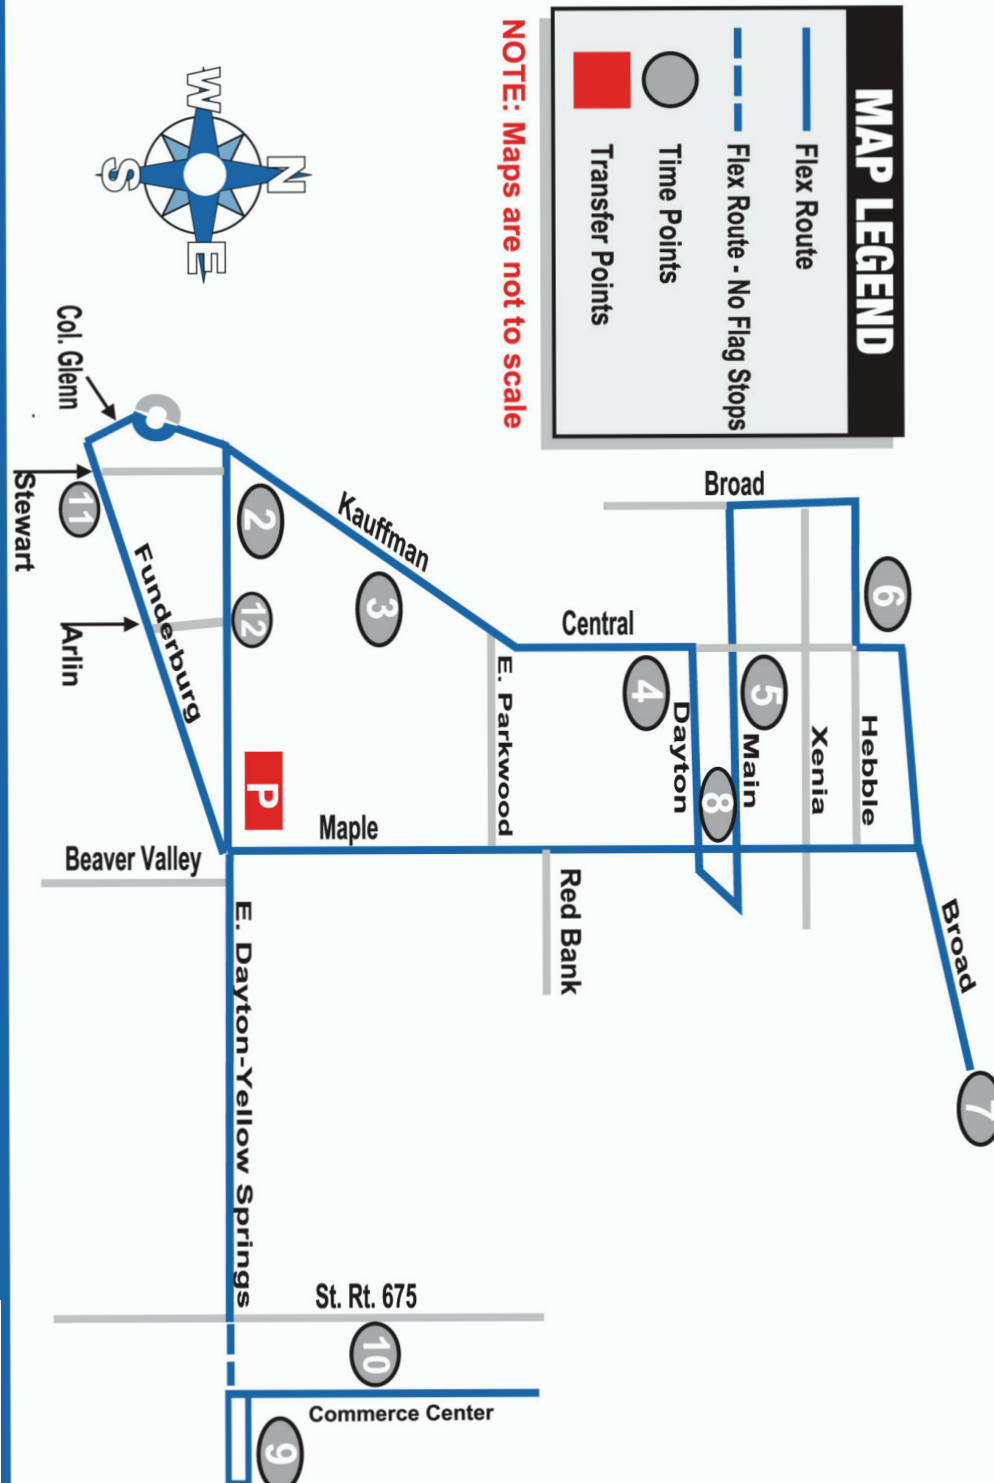 MAP LEGEND
Flex Route
Flex Route - No Flag Stops
Time Points
Transfer Points
NOTE: Maps are not to scale
N
W
E
S
Broad
6
Hebble
Xenia
5
Main
8
Dayton
4
Central
Broad
7
Kauffman
3
E. Parkwood
Red Bank
Maple
P
2
12
Col. Glenn
Stewart
11
Funderburg
Arlin
Beaver Valley
E. Dayton-Yellow Springs
St. Rt. 675
10
Commerce Center
9